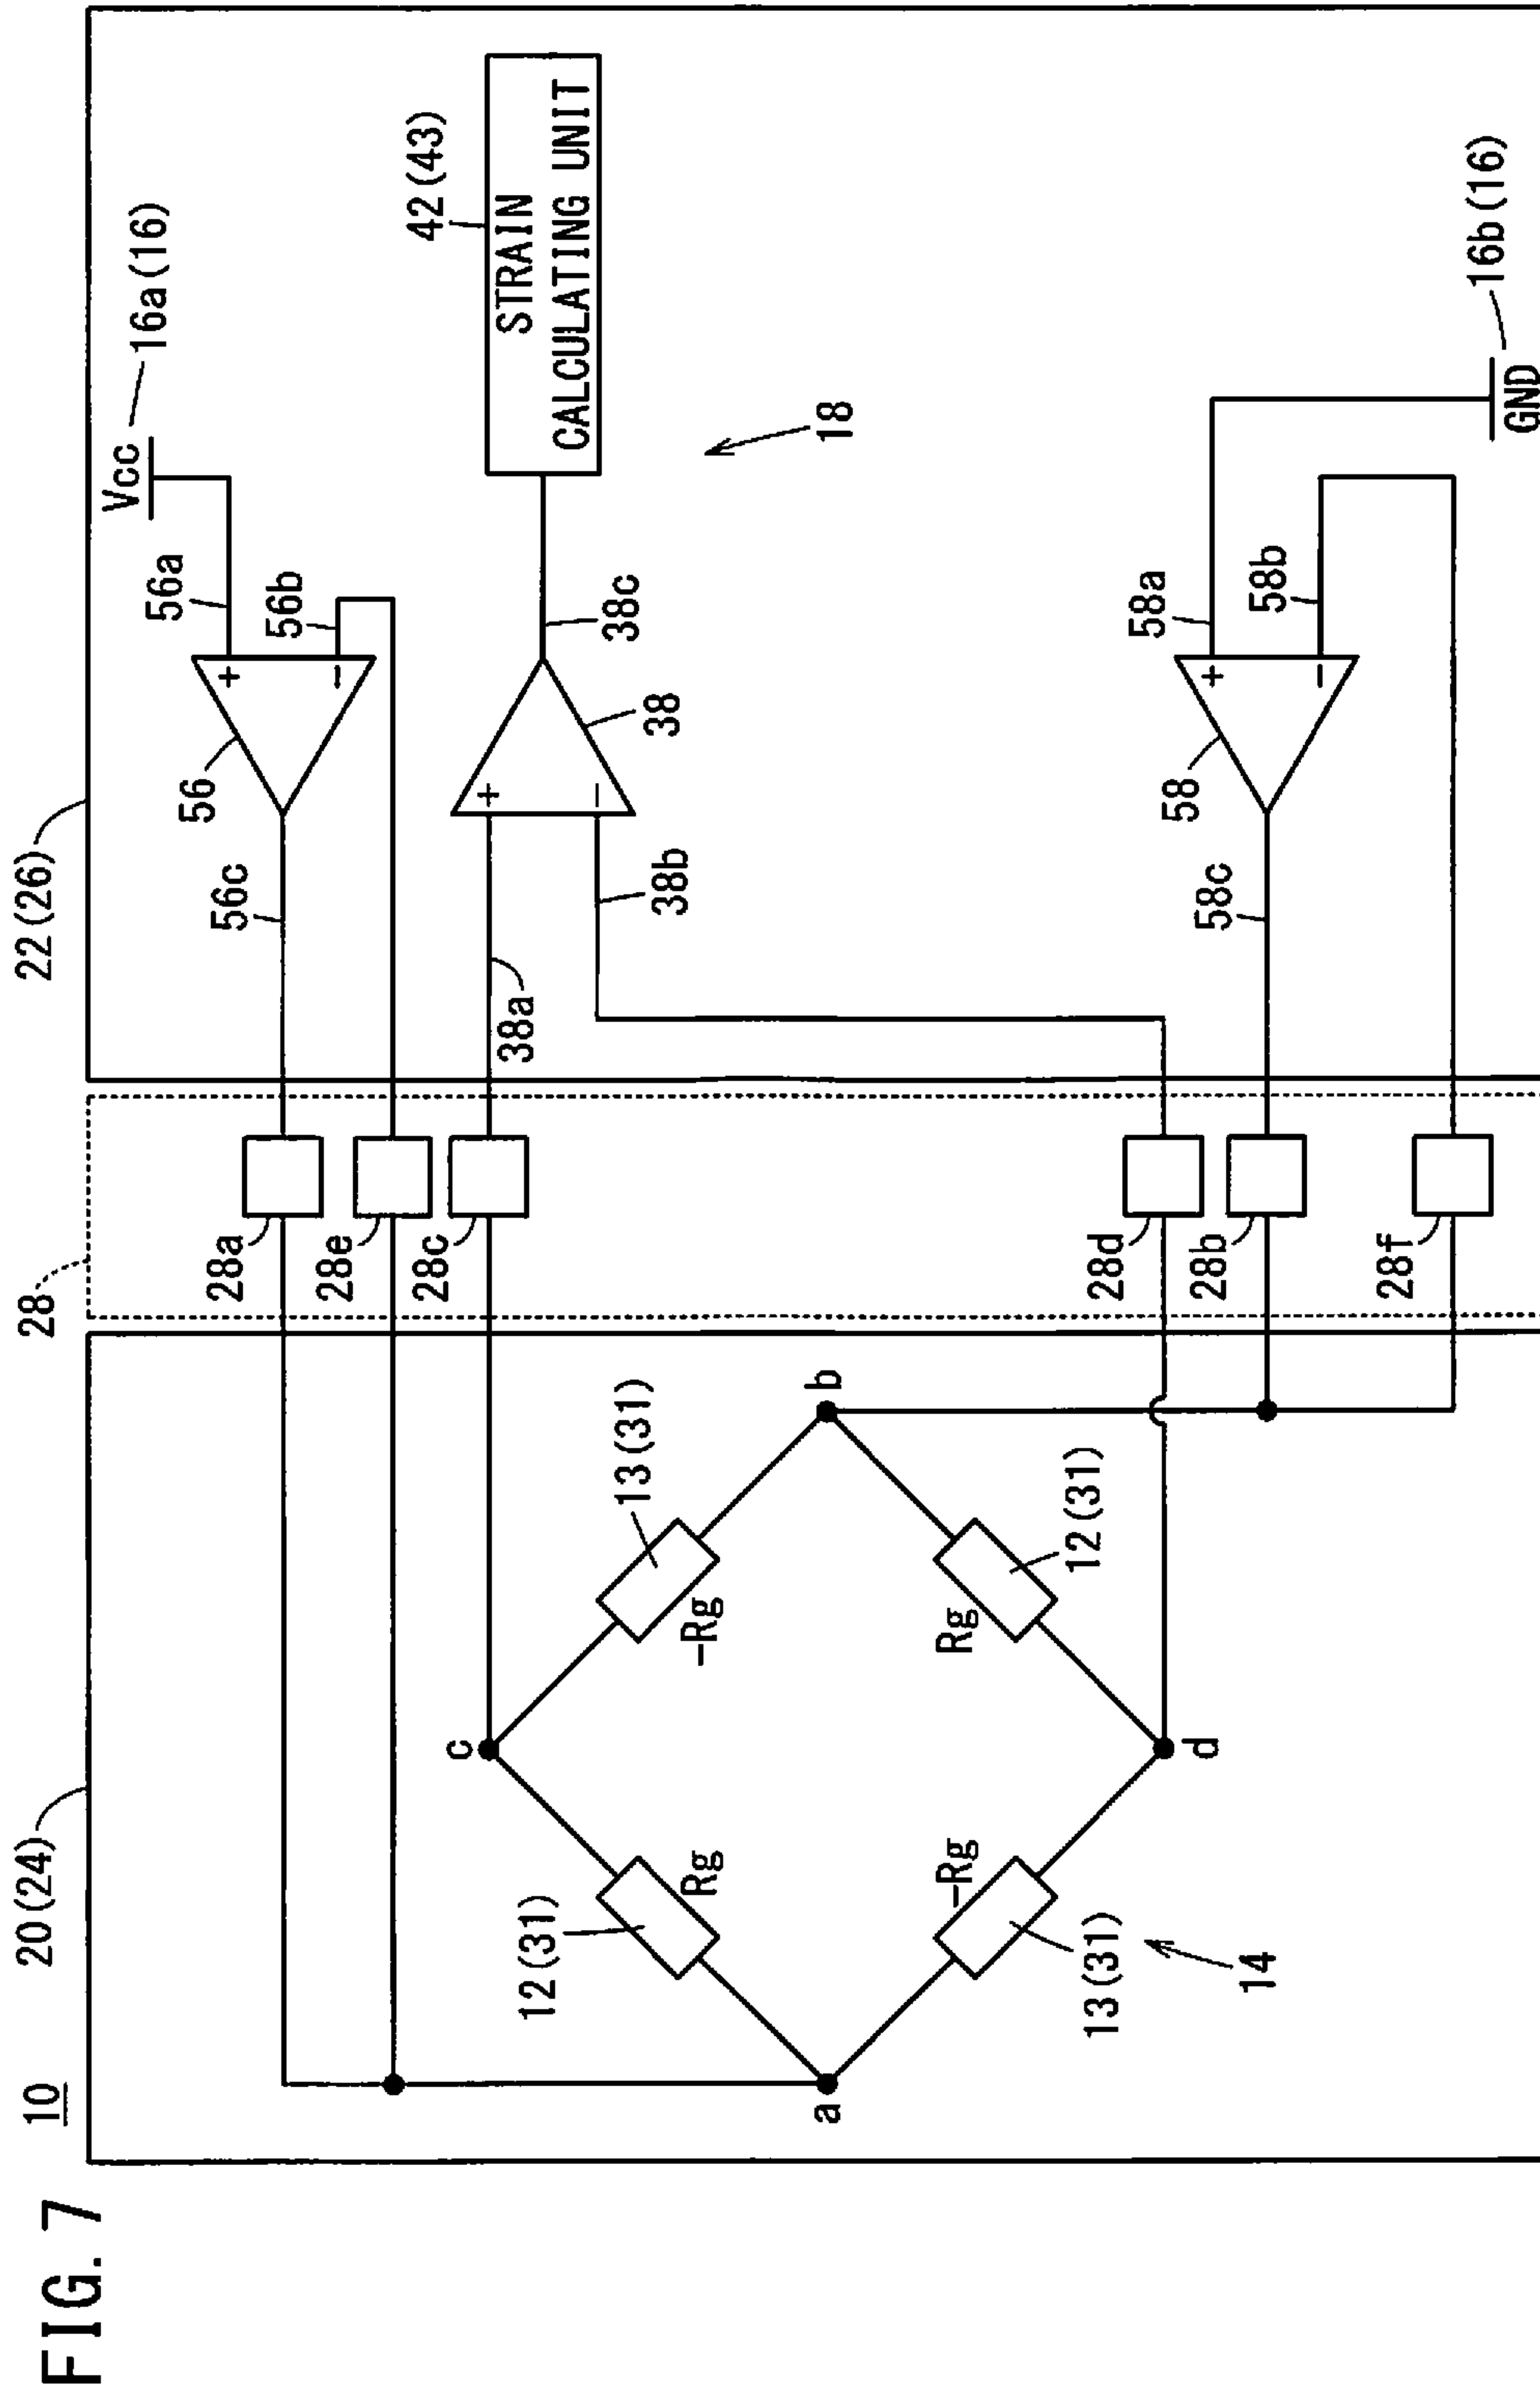 FIG. 7
10
20(24)
28
22(26)
Vcc
16a(16)
56a
56b
56c
56
+
-
28a
28e
28c
42(43)
STRAIN
CALCULATING UNIT
38a
38b
38c
38
+
-
18
c
12(31)
Rg
13(31)
-Rg
a
b
-Rg
13(31)
Rg
12(31)
d
14
28d
28b
28f
58a
58b
58c
58
+
-
GND
16b(16)